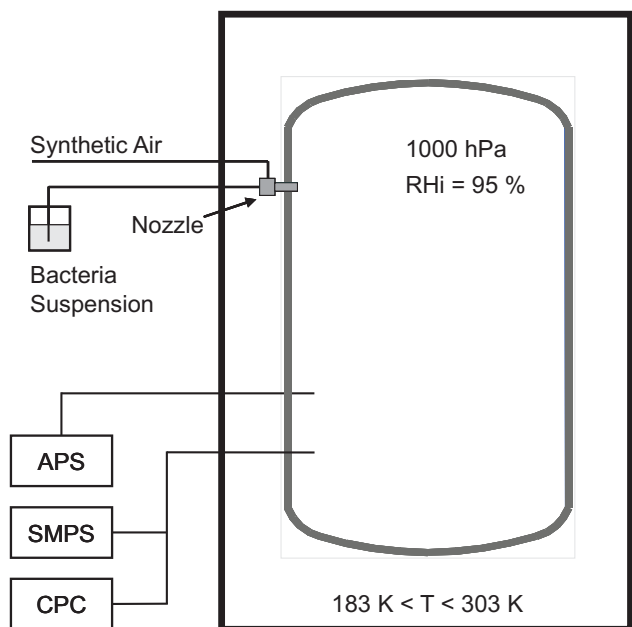 Synthetic Air
1000 hPa
RHi = 95 %
Nozzle
Bacteria
Suspension
APS
SMPS
CPC
183 K < T < 303 K